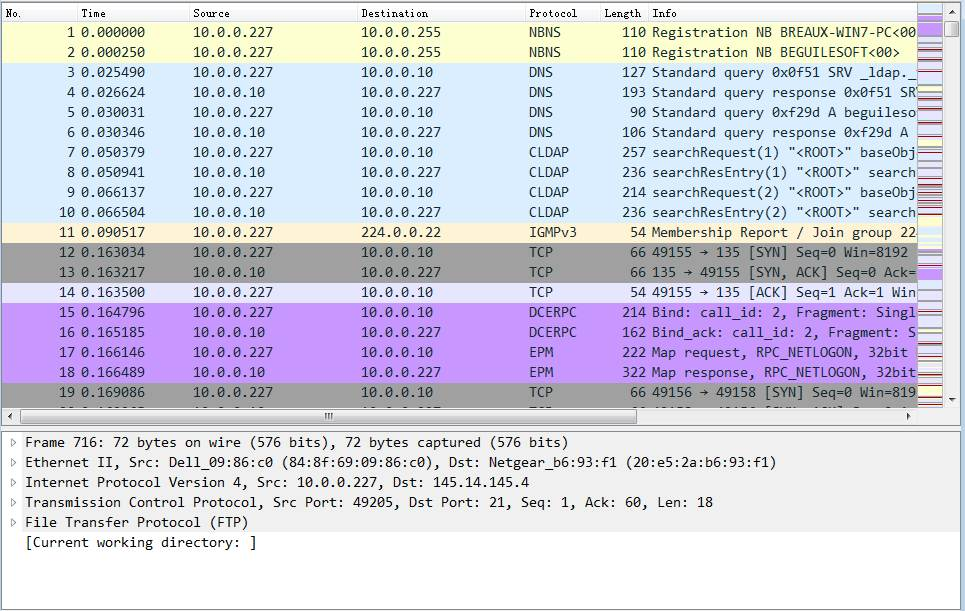 No. Time Source Destination Protocol Length Info
1 0.000000 10.0.0.227 10.0.0.255 NBNS 110 Registration NB BREAUX-WIN7-PC<00
2 0.000250 10.0.0.227 10.0.0.255 NBNS 110 Registration NB BEGUILESOFT<00>
3 0.025490 10.0.0.227 10.0.0.10 DNS 127 Standard query 0x0f51 SRV _ldap._
4 0.026624 10.0.0.10 10.0.0.227 DNS 193 Standard query response 0x0f51 SR
5 0.030031 10.0.0.227 10.0.0.10 DNS 90 Standard query 0xf29d A beguileso
6 0.030346 10.0.0.10 10.0.0.227 DNS 106 Standard query response 0xf29d A
7 0.050379 10.0.0.227 10.0.0.10 CLDAP 257 searchRequest(1) "<ROOT>" baseObj
8 0.050941 10.0.0.10 10.0.0.227 CLDAP 236 searchResEntry(1) "<ROOT>" search
9 0.066137 10.0.0.227 10.0.0.10 CLDAP 214 searchRequest(2) "<ROOT>" baseObj
10 0.066504 10.0.0.10 10.0.0.227 CLDAP 236 searchResEntry(2) "<ROOT>" search
11 0.090517 10.0.0.227 224.0.0.22 IGMPv3 54 Membership Report / Join group 22
12 0.163034 10.0.0.227 10.0.0.10 TCP 66 49155 → 135 [SYN] Seq=0 Win=8192
13 0.163217 10.0.0.10 10.0.0.227 TCP 66 135 → 49155 [SYN, ACK] Seq=0 Ack=
14 0.163500 10.0.0.227 10.0.0.10 TCP 54 49155 → 135 [ACK] Seq=1 Ack=1 Win
15 0.164796 10.0.0.227 10.0.0.10 DCERPC 214 Bind: call_id: 2, Fragment: Singl
16 0.165185 10.0.0.10 10.0.0.227 DCERPC 162 Bind_ack: call_id: 2, Fragment: S
17 0.166146 10.0.0.227 10.0.0.10 EPM 222 Map request, RPC_NETLOGON, 32bit
18 0.166489 10.0.0.10 10.0.0.227 EPM 322 Map response, RPC_NETLOGON, 32bit
19 0.169086 10.0.0.227 10.0.0.10 TCP 66 49156 → 49158 [SYN] Seq=0 Win=819
Frame 716: 72 bytes on wire (576 bits), 72 bytes captured (576 bits)
Ethernet II, Src: Dell_09:86:c0 (84:8f:69:09:86:c0), Dst: Netgear_b6:93:f1 (20:e5:2a:b6:93:f1)
Internet Protocol Version 4, Src: 10.0.0.227, Dst: 145.14.145.4
Transmission Control Protocol, Src Port: 49205, Dst Port: 21, Seq: 1, Ack: 60, Len: 18
File Transfer Protocol (FTP)
[Current working directory: ]